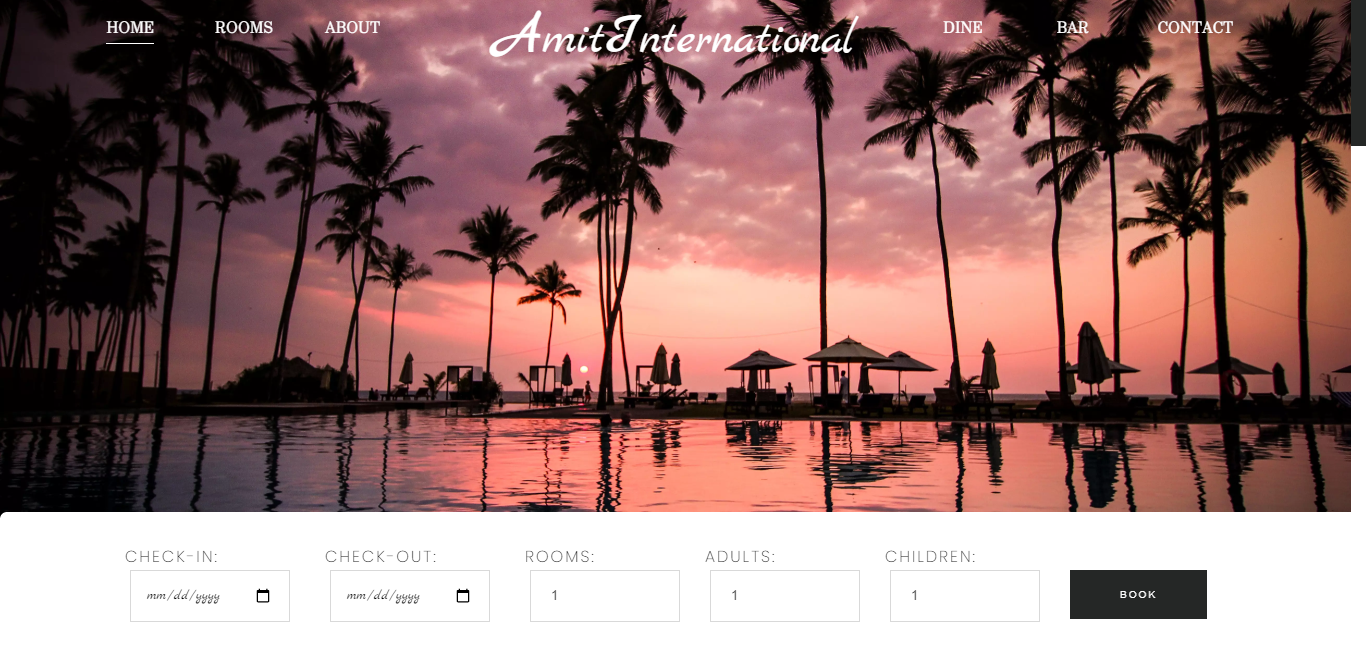 HOME ROOMS ABOUT AmitInternational DINE BAR CONTACT
CHECK-IN: CHECK-OUT: ROOMS: ADULTS: CHILDREN:
mm/dd/yyyy mm/dd/yyyy 1 1 1 BOOK